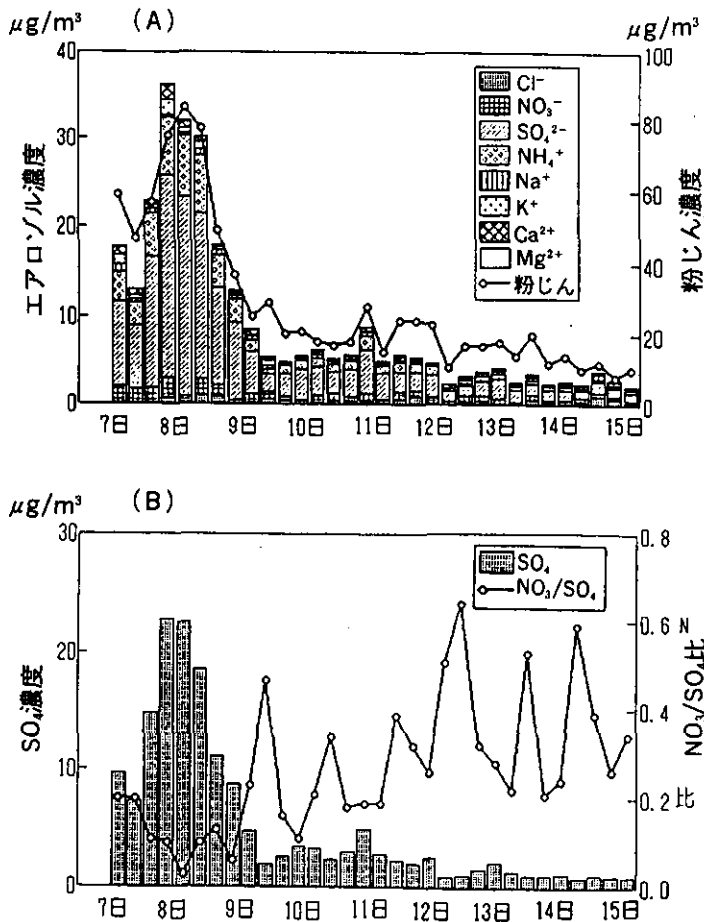 μg/m³ (A) μg/m³
40 100
Cl⁻
NO₃⁻
SO₄²⁻
NH₄⁺
Na⁺
K⁺
Ca²⁺
Mg²⁺
粉じん
30 80
20 60
10 40
0 20
0
エアロゾル濃度
粉じん濃度
7日 8日 9日 10日 11日 12日 13日 14日 15日
μg/m³ (B)
30 0.8
SO₄
NO₃/SO₄
20 0.6 N
10 0.4
0 0.2 比
0.0
SO₄濃度
NO₃/SO₄比
7日 8日 9日 10日 11日 12日 13日 14日 15日